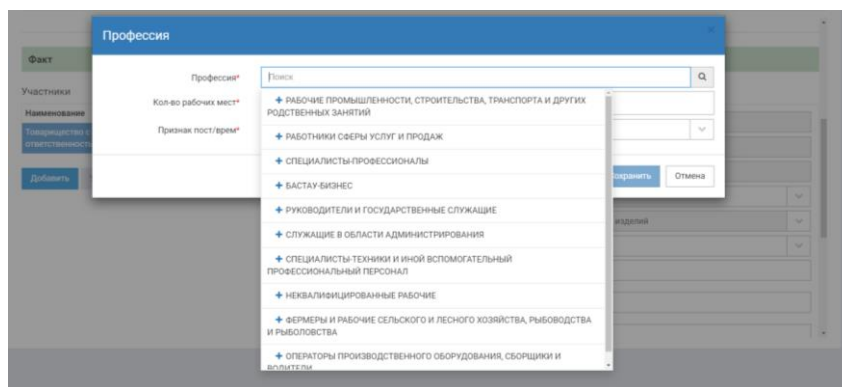 Профессия
×
Факт
Участники
Наименование
Товарищество с
ответственность
Добавить
Профессия*
Поиск
Кол-во рабочих мест*
Признак пост/врем*
+ РАБОЧИЕ ПРОМЫШЛЕННОСТИ, СТРОИТЕЛЬСТВА, ТРАНСПОРТА И ДРУГИХ
РОДСТВЕННЫХ ЗАНЯТИЙ
+ РАБОТНИКИ СФЕРЫ УСЛУГ И ПРОДАЖ
+ СПЕЦИАЛИСТЫ-ПРОФЕССИОНАЛЫ
+ БАСТАУ-БИЗНЕС
+ РУКОВОДИТЕЛИ И ГОСУДАРСТВЕННЫЕ СЛУЖАЩИЕ
+ СЛУЖАЩИЕ В ОБЛАСТИ АДМИНИСТРИРОВАНИЯ
+ СПЕЦИАЛИСТЫ-ТЕХНИКИ И ИНОЙ ВСПОМОГАТЕЛЬНЫЙ
ПРОФЕССИОНАЛЬНЫЙ ПЕРСОНАЛ
+ НЕКВАЛИФИЦИРОВАННЫЕ РАБОЧИЕ
+ ФЕРМЕРЫ И РАБОЧИЕ СЕЛЬСКОГО И ЛЕСНОГО ХОЗЯЙСТВА, РЫБОВОДСТВА
И РЫБОЛОВСТВА
+ ОПЕРАТОРЫ ПРОИЗВОДСТВЕННОГО ОБОРУДОВАНИЯ, СБОРЩИКИ И
ВОДИТЕЛИ
Сохранить
Отмена
изделий